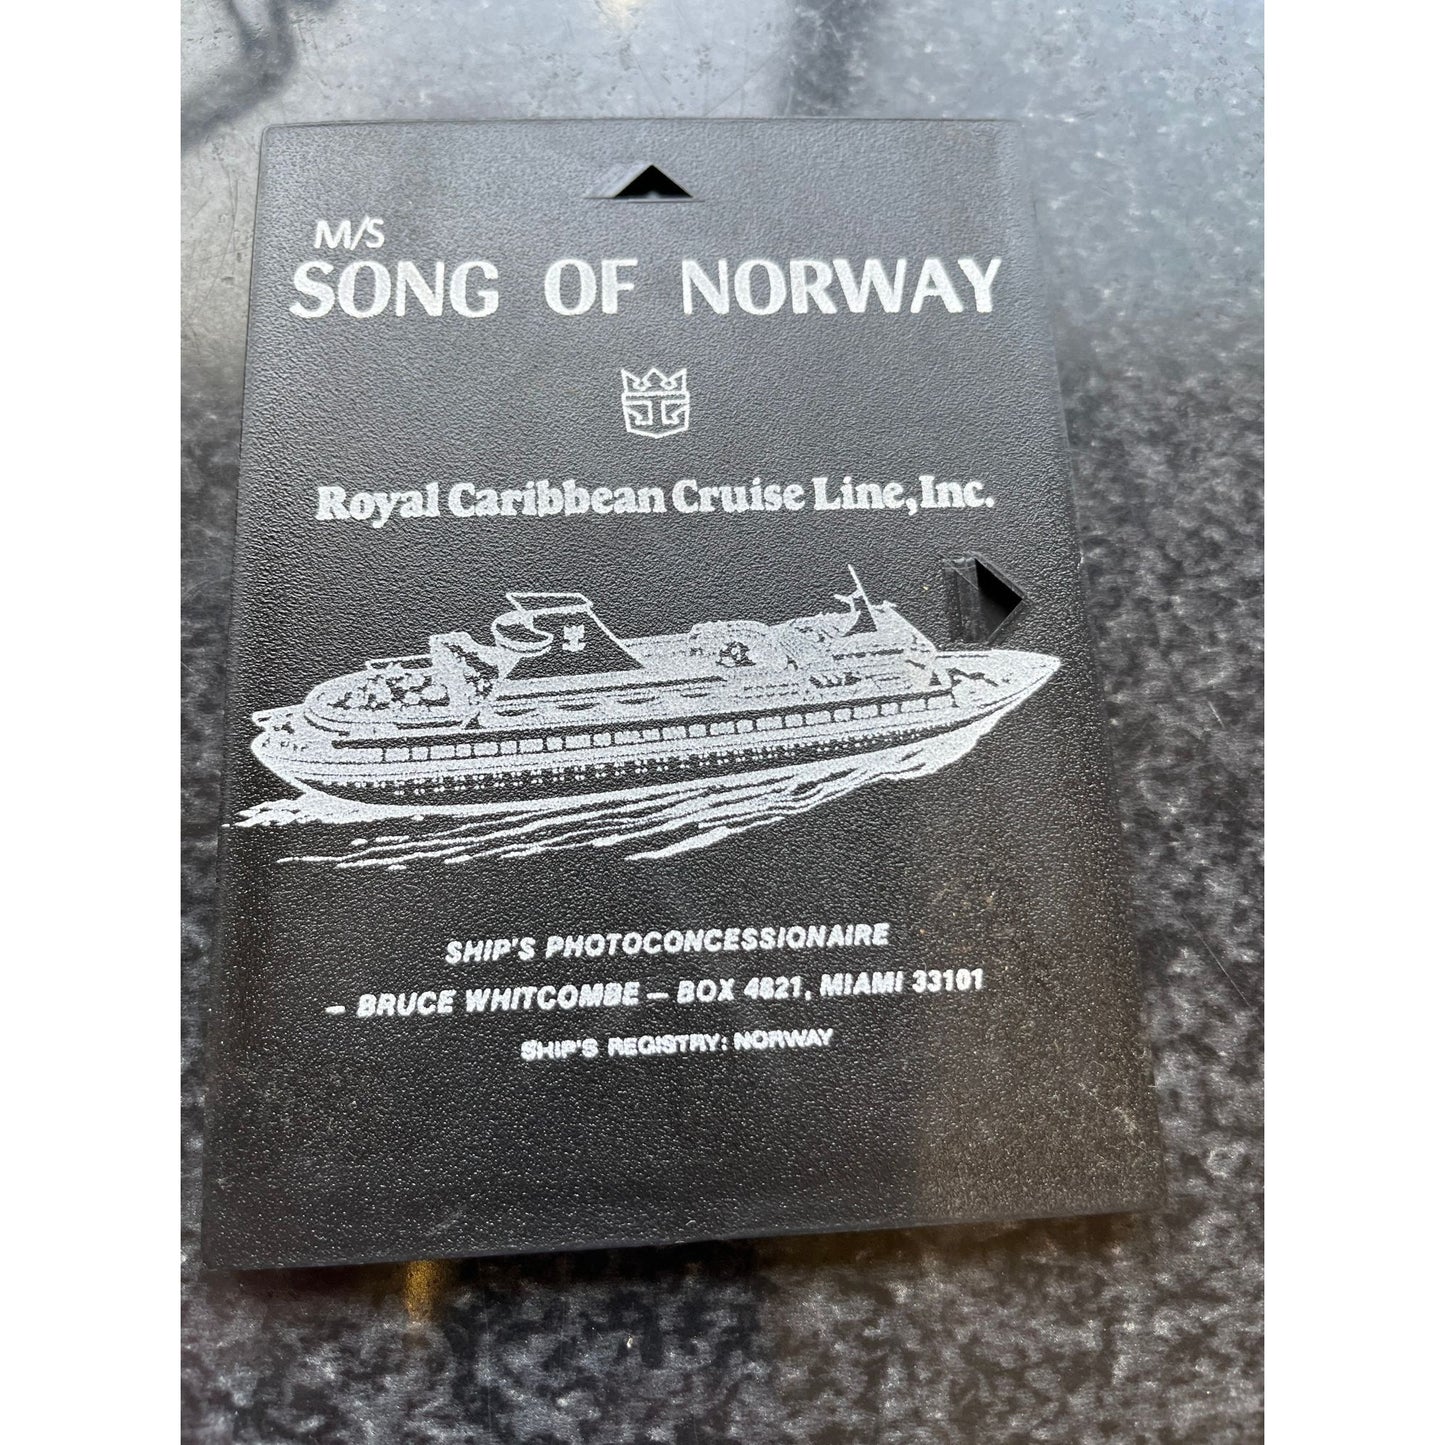 M/S
SONG OF NORWAY
Royal Caribbean Cruise Line, Inc.
SHIP'S PHOTOCONCESSIONAIRE
– BRUCE WHITCOMBE – BOX 4821, MIAMI 33101
SHIP'S REGISTRY: NORWAY